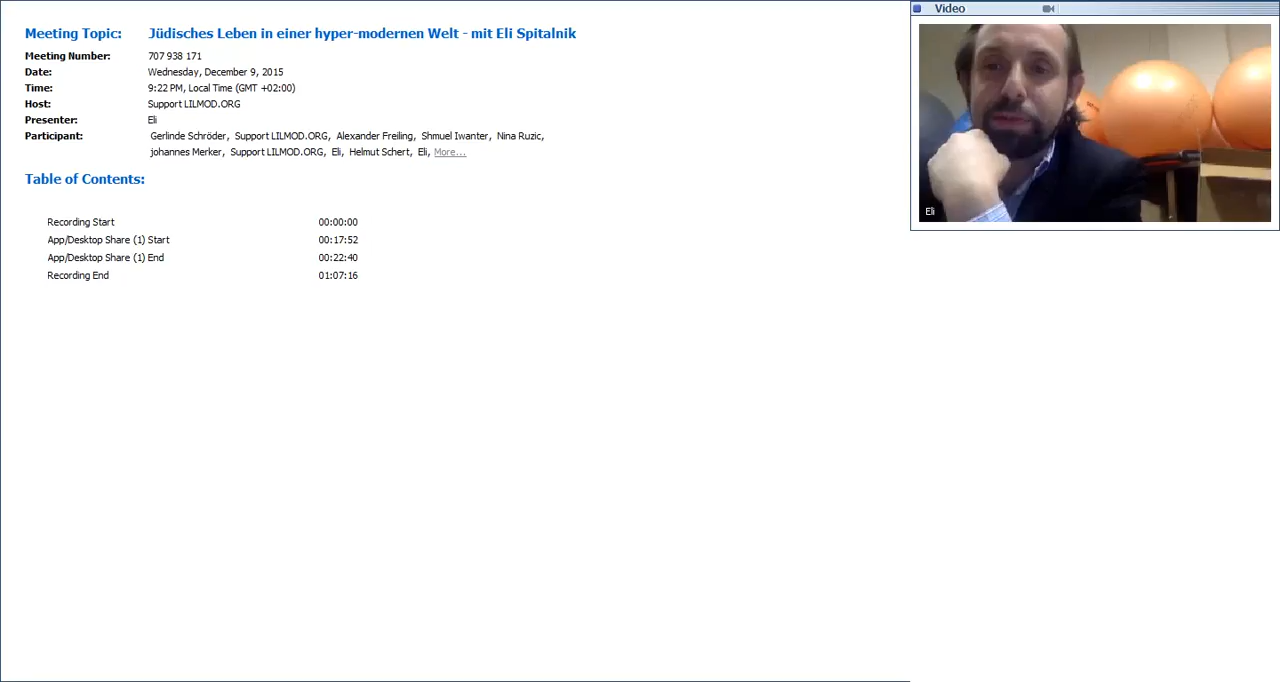 Meeting Topic: Jüdisches Leben in einer hyper-modernen Welt - mit Eli Spitalnik
Meeting Number: 707 938 171
Date: Wednesday, December 9, 2015
Time: 9:22 PM, Local Time (GMT +02:00)
Host: Support LILMOD.ORG
Presenter: Eli
Participant: Gerlinde Schröder, Support LILMOD.ORG, Alexander Freiling, Shmuel Iwanter, Nina Ruzic,
johannes Merker, Support LILMOD.ORG, Eli, Helmut Schert, Eli, More...
Table of Contents:
Recording Start 00:00:00
App/Desktop Share (1) Start 00:17:52
App/Desktop Share (1) End 00:22:40
Recording End 01:07:16
Video
Eli